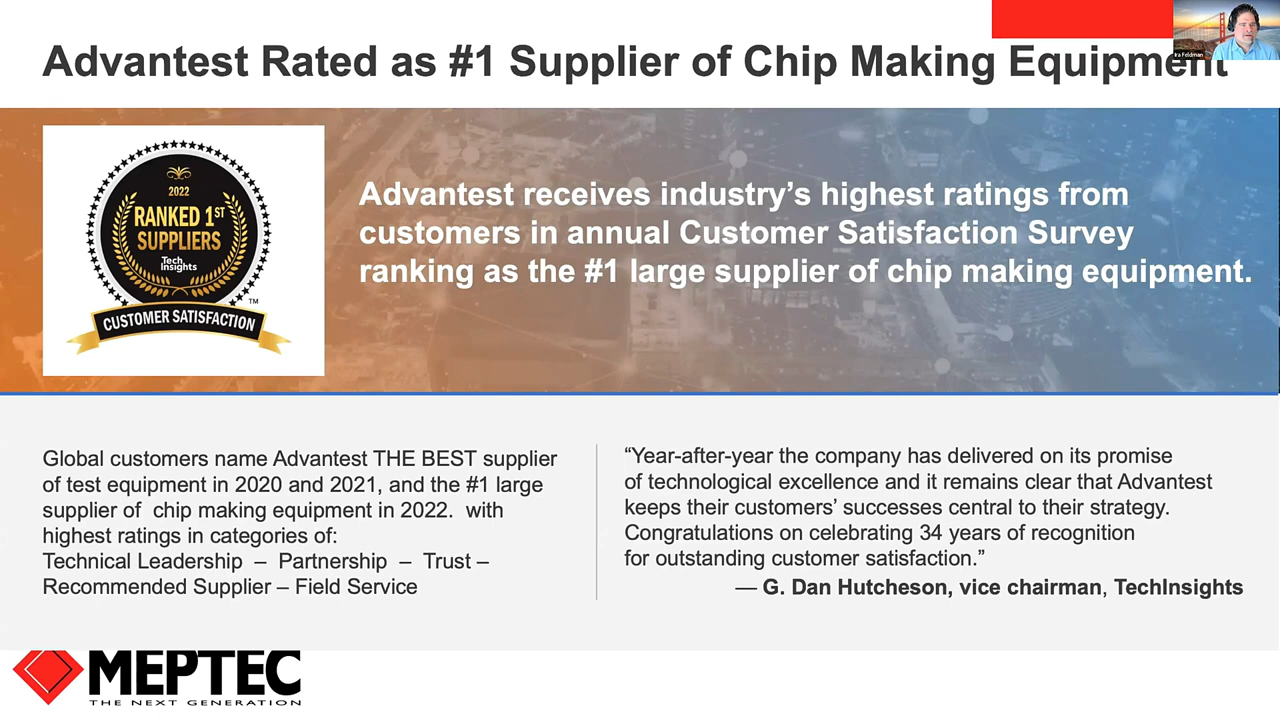 Advantest Rated as #1 Supplier of Chip Making Equipment
Feldman
2022
RANKED 1ST
SUPPLIERS
Tech
Insights
TM
CUSTOMER SATISFACTION
Advantest receives industry’s highest ratings from
customers in annual Customer Satisfaction Survey
ranking as the #1 large supplier of chip making equipment.
Global customers name Advantest THE BEST supplier
of test equipment in 2020 and 2021, and the #1 large
supplier of  chip making equipment in 2022.  with
highest ratings in categories of:
Technical Leadership  –  Partnership  –  Trust –
Recommended Supplier – Field Service
“Year-after-year the company has delivered on its promise
of technological excellence and it remains clear that Advantest
keeps their customers’ successes central to their strategy.
Congratulations on celebrating 34 years of recognition
for outstanding customer satisfaction.”
— G. Dan Hutcheson, vice chairman, TechInsights
MEPTEC
THE NEXT GENERATION